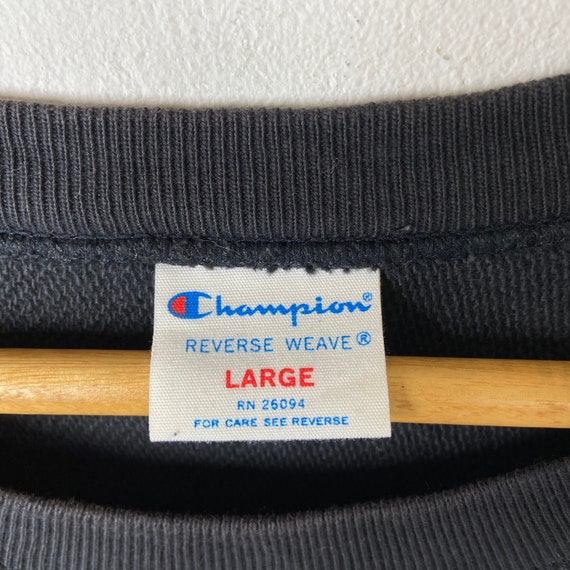 Champion®
REVERSE WEAVE®
LARGE
RN 26094
FOR CARE SEE REVERSE